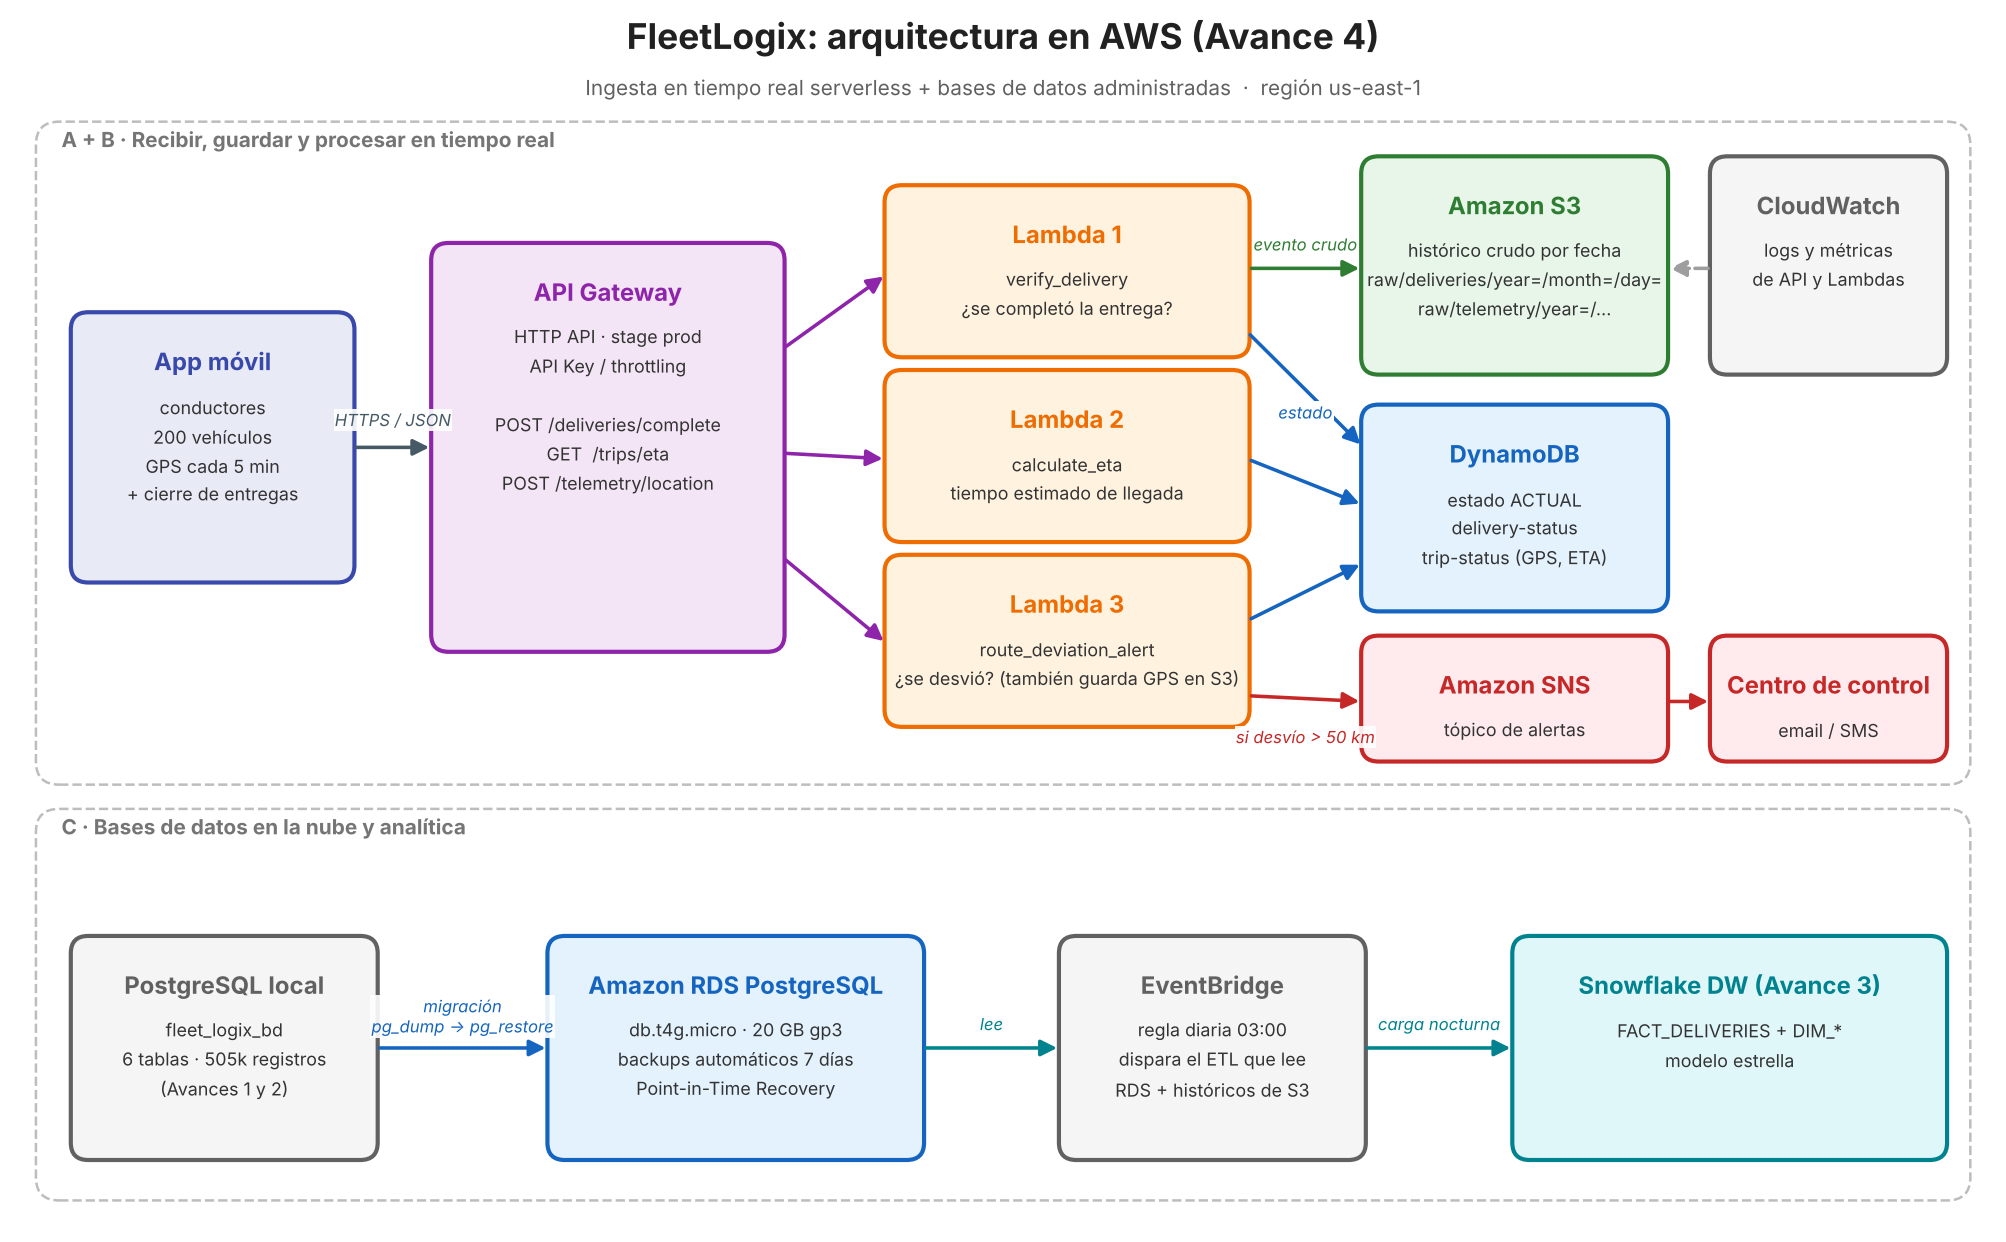 FleetLogix: arquitectura en AWS (Avance 4)
Ingesta en tiempo real serverless + bases de datos administradas · región us-east-1
A + B · Recibir, guardar y procesar en tiempo real
App móvil
conductores
200 vehículos
GPS cada 5 min
+ cierre de entregas
HTTPS / JSON
API Gateway
HTTP API · stage prod
API Key / throttling
POST /deliveries/complete
GET  /trips/eta
POST /telemetry/location
Lambda 1
verify_delivery
¿se completó la entrega?
Lambda 2
calculate_eta
tiempo estimado de llegada
Lambda 3
route_deviation_alert
¿se desvió? (también guarda GPS en S3)
evento crudo
estado
si desvío > 50 km
Amazon S3
histórico crudo por fecha
raw/deliveries/year=/month=/day=
raw/telemetry/year=/...
CloudWatch
logs y métricas
de API y Lambdas
DynamoDB
estado ACTUAL
delivery-status
trip-status (GPS, ETA)
Amazon SNS
tópico de alertas
Centro de control
email / SMS
C · Bases de datos en la nube y analítica
PostgreSQL local
fleet_logix_bd
6 tablas · 505k registros
(Avances 1 y 2)
migración
pg_dump → pg_restore
Amazon RDS PostgreSQL
db.t4g.micro · 20 GB gp3
backups automáticos 7 días
Point-in-Time Recovery
lee
EventBridge
regla diaria 03:00
dispara el ETL que lee
RDS + históricos de S3
carga nocturna
Snowflake DW (Avance 3)
FACT_DELIVERIES + DIM_*
modelo estrella